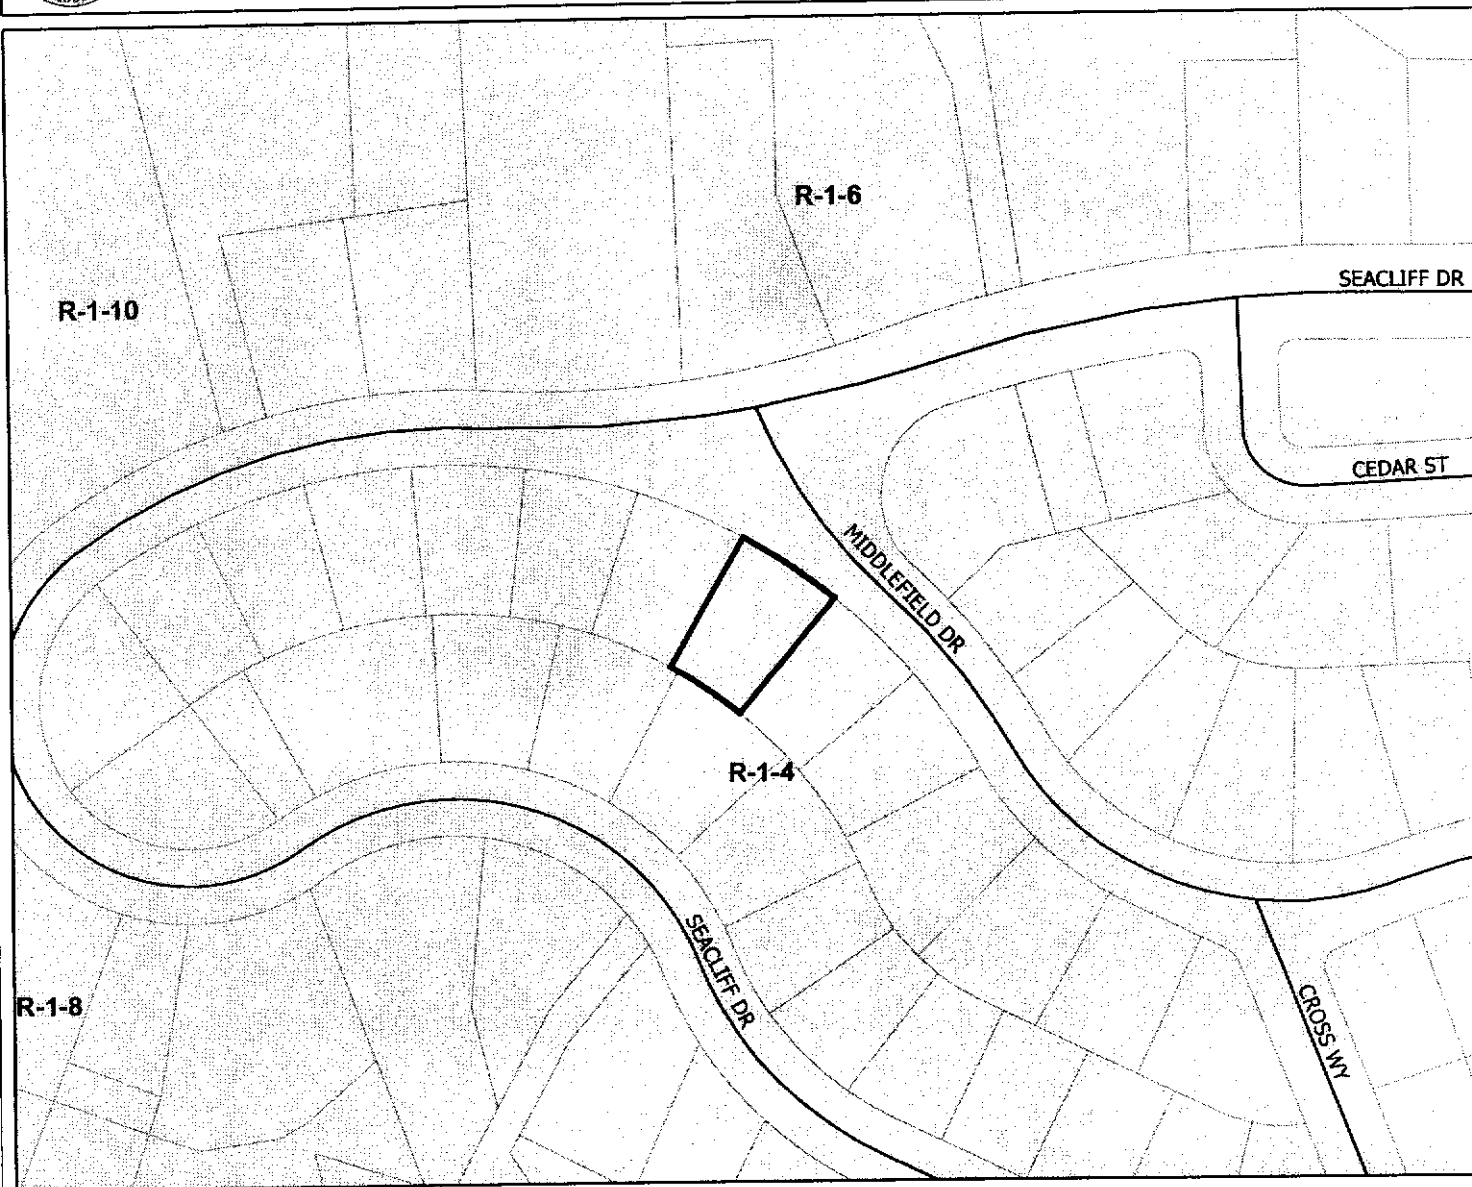 R-1-6
SEACLIFF DR
R-1-10
CEDAR ST
MIDDLEFIELD DR
R-1-4
SEACLIFF DR
R-1-8
CROSS WY